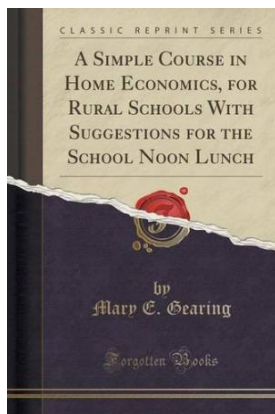 CLASSIC REPRINT SERIES
A SIMPLE COURSE IN
HOME ECONOMICS, FOR
RURAL SCHOOLS WITH
SUGGESTIONS FOR THE
SCHOOL NOON LUNCH
by
Mary E. Gearing
Forgotten Books